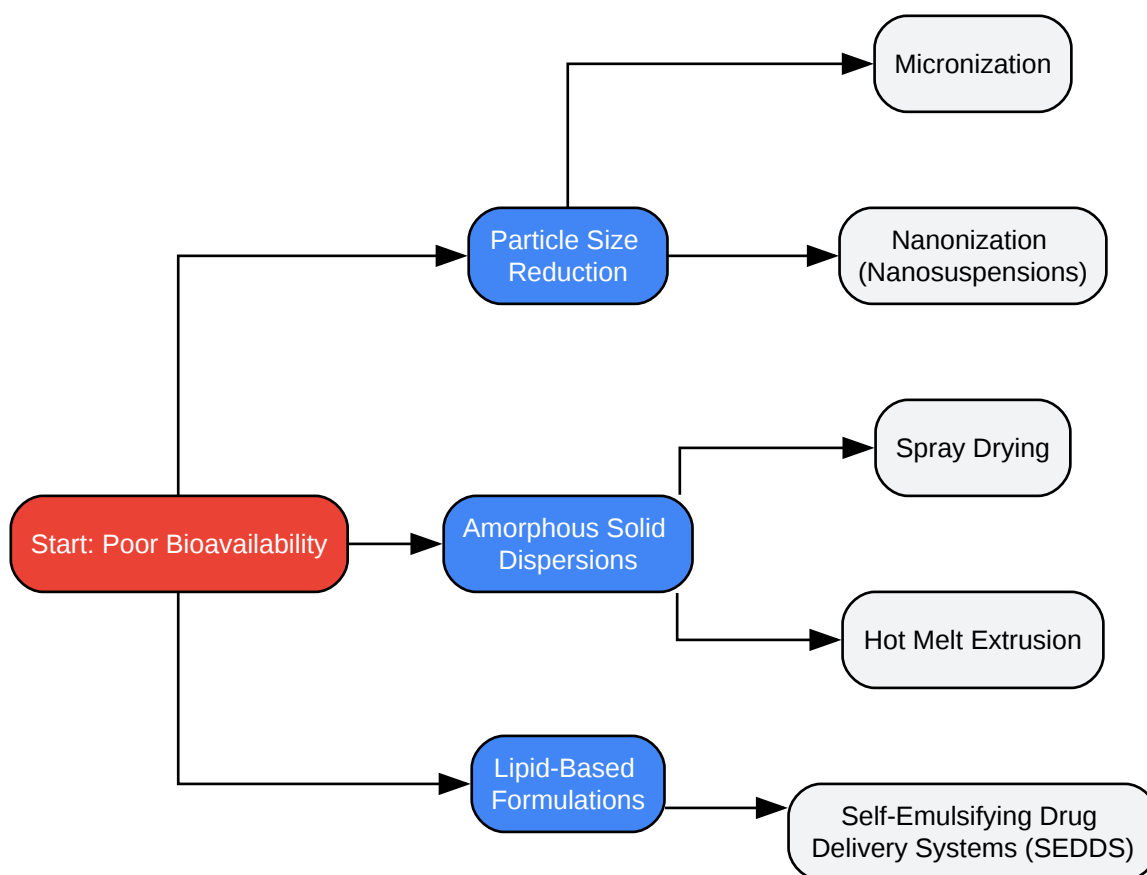 Micronization
Particle Size
Reduction
Nanonization
(Nanosuspensions)
Spray Drying
Start: Poor Bioavailability
Amorphous Solid
Dispersions
Hot Melt Extrusion
Lipid-Based
Formulations
Self-Emulsifying Drug
Delivery Systems (SEDDS)